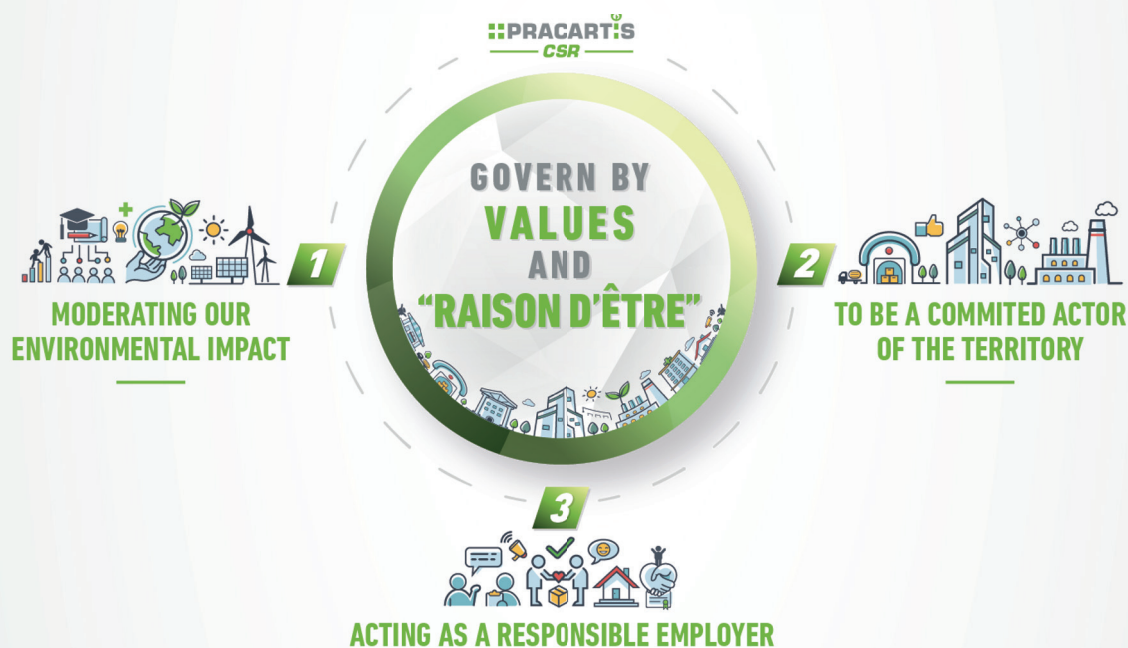 PRACARTIS
CSR
GOVERN BY
VALUES
AND
“RAISON D’ÊTRE”
1
MODERATING OUR
ENVIRONMENTAL IMPACT
2
TO BE A COMMITED ACTOR
OF THE TERRITORY
3
ACTING AS A RESPONSIBLE EMPLOYER